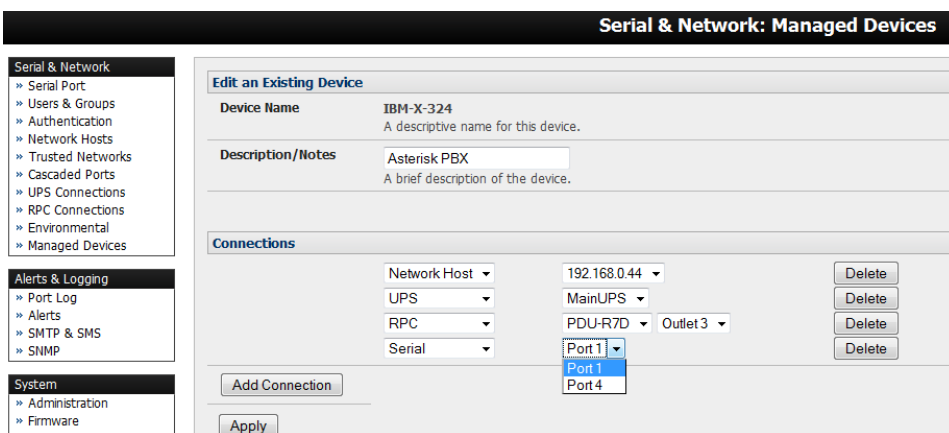 Serial & Network: Managed Devices
Serial & Network
» Serial Port
» Users & Groups
» Authentication
» Network Hosts
» Trusted Networks
» Cascaded Ports
» UPS Connections
» RPC Connections
» Environmental
» Managed Devices
Alerts & Logging
» Port Log
» Alerts
» SMTP & SMS
» SNMP
System
» Administration
» Firmware
Edit an Existing Device
Device Name IBM-X-324
A descriptive name for this device.
Description/Notes Asterisk PBX
A brief description of the device.
Connections
Network Host 192.168.0.44 Delete
UPS MainUPS Delete
RPC PDU-R7D Outlet 3 Delete
Serial Port 1 Delete
Port 1
Port 4
Add Connection
Apply